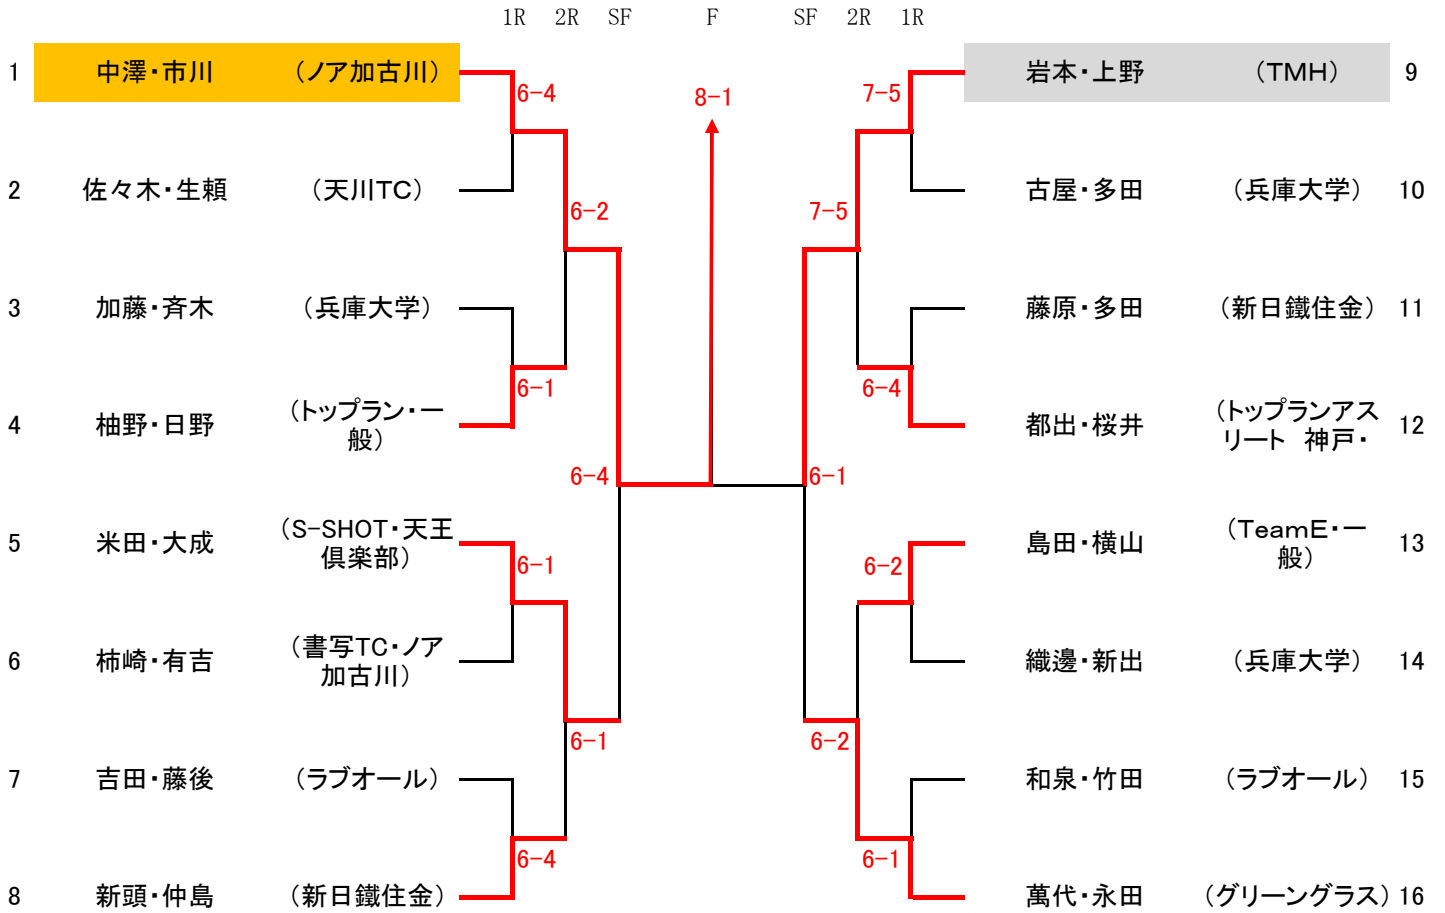 1R 2R SF F SF 2R 1R
1 中澤・市川 (ノア加古川) 岩本・上野 (TMH) 9
6-4 8-1 7-5
2 佐々木・生頼 (天川TC) 古屋・多田 (兵庫大学) 10
6-2 7-5
3 加藤・斉木 (兵庫大学) 藤原・多田 (新日鐵住金) 11
6-1 6-4
4 柚野・日野 (トップラン・一
般) 都出・桜井 (トップランアス
リート 神戸・ 12
6-4 6-1
5 米田・大成 (S-SHOT・天王
倶楽部) 島田・横山 (TeamE・一
般) 13
6-1 6-2
6 柿崎・有吉 (書写TC・ノア
加古川) 織邊・新出 (兵庫大学) 14
6-1 6-2
7 吉田・藤後 (ラブオール) 和泉・竹田 (ラブオール) 15
6-4 6-1
8 新頭・仲島 (新日鐵住金) 萬代・永田 (グリーングラス) 16